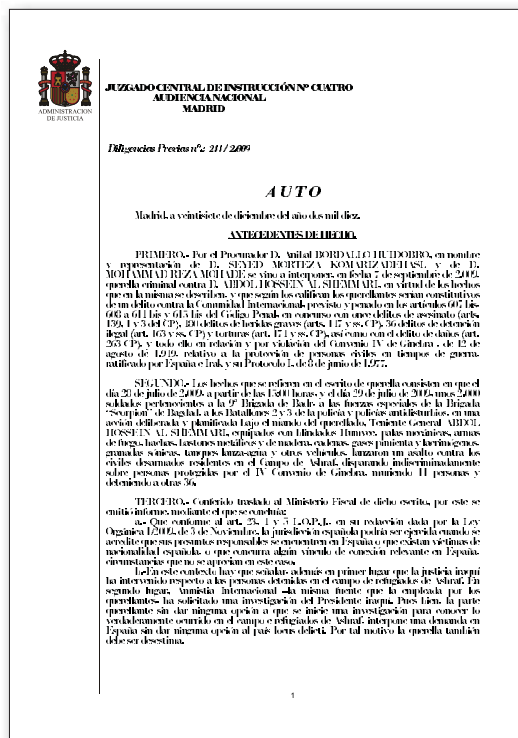 ADMINISTRACION
DE JUSTICIA
JUZGADO CENTRAL DE INSTRUCCIÓN Nº CUATRO
AUDIENCIA NACIONAL
MADRID
Diligencias Previas nº.: 211 / 2.009
A U T O
Madrid, a veintisiete de diciembre del año dos mil diez.
ANTECEDENTES DE HECHO.
PRIMERO.- Por el Procurador D. Anibal BORDALLO HUIDOBRO, en nombre
y representación de D. SEYED MORTEZA KOMARIZADEHASL y de D.
MOHAMMAD REZA MOHADE se vino a interponer, en fecha 7 de septiembre de 2.009,
querella criminal contra D. ABDOL HOSSEIN AL SHEMMARI, en virtud de los hechos
que en la misma se describen, y que según los califican los querellantes serían constitutivos
de un delito contra la Comunidad Internacional, previsto y penado en los artículos 607, bis,
608 a 614 bis y 615 bis del Código Penal, en concurso con once delitos de asesinato (arts.
139, 1 y 3 del CP), 480 delitos de heridas graves (arts. 147 y ss. CP), 36 delitos de detención
ilegal (art. 163 y ss. CP) y torturas (art. 174 y ss. CP), así como con el delito de daños (art.
263 CP), y todo ello en relación y por violación del Convenio IV de Ginebra , de 12 de
agosto de 1.949, relativo a la protección de personas civiles en tiempos de guerra,
ratificado por España e Irak y su Protocolo I, de 8 de junio de 1.977.
SEGUNDO.- Los hechos que se refieren en el escrito de querella consisten en que el
día 28 de julio de 2.009, a partir de las 15:00 horas y el día 29 de julio de 2009, unos 2.000
soldados pertenecientes a la 9ª Brigada de Badr, a las fuerzas especiales de la Brigada
“Scorpion” de Bagdad, a los Batallones 2 y 3 de la policía y policías antidisturbios, en una
acción deliberada y planificada bajo el mando del querellado, Teniente General ABDOL
HOSSEIN AL SHEMMARI, equipados con blindados Humvee, palas mecánicas, armas
de fuego, hachas, bastones metálicos y de madera, cadenas, gases pimienta y lacrimógenos,
granadas sónicas, tanques lanza-agua y otros vehículos, lanzaron un asalto contra los
civiles desarmados residentes en el Campo de Ashraf, disparando indiscriminadamente
sobre personas protegidas por el IV Convenio de Ginebra, muriendo 11 personas y
deteniendo a otras 36.
TERCERO.- Conferido traslado al Ministerio Fiscal de dicho escrito, por este se
emitió informe, mediante el que se concluía:
a.- Que conforme al art. 23, 4 y 5 L.O.P.J., en su redacción dada por la Ley
Orgánica 1/2009, de 3 de Noviembre, la jurisdicción española podría ser ejercida cuando se
acredite que sus presuntos responsables se encuentren en España o que existan víctimas de
nacionalidad española, o que concurra algún vínculo de conexión relevante en España,
circunstancias que no se aprecian en este caso.
b.-En este contexto hay que señalar, además en primer lugar que la justicia iraquí
ha intervenido respecto a las personas detenidas en el campo de refugiados de Ashraf. En
segundo lugar, Amnistía Internacional –la misma fuente que la empleada por los
querellantes- ha solicitado una investigación del Presidente iraquí. Pues bien, la parte
querellante sin dar ninguna opción a que se inicie una investigación para conocer lo
verdaderamente ocurrido en el campo e refugiados de Ashraf, interpone una demanda en
España sin dar ninguna opción al país locus delicti. Por tal motivo la querella también
debe ser desestima.
1